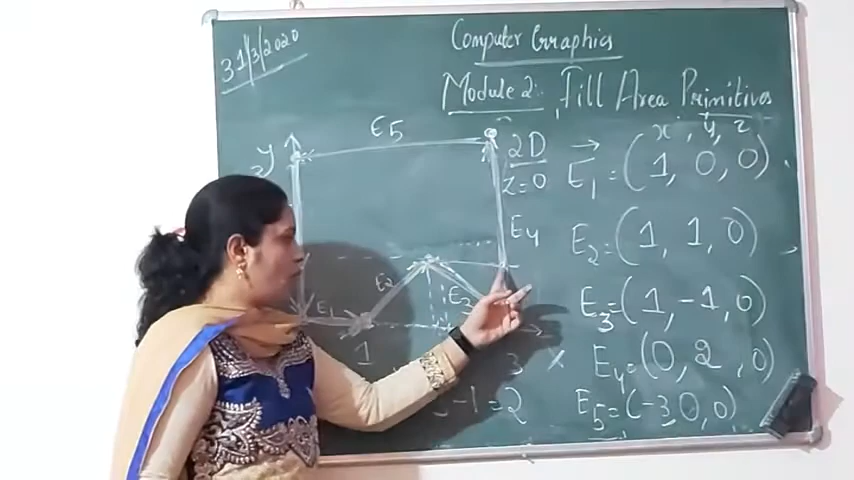 31/3/2020
Computer Graphics
Module 2: Fill Area Primitives
x, y, z
E5
2D
z=0
y
E1=(1, 0, 0)
E4
E2=(1, 1, 0)
E2
E3
E3=(1, -1, 0)
E1
1
3
x
E4=(0, 2, 0)
-1=2
E5=(-3 0, 0)